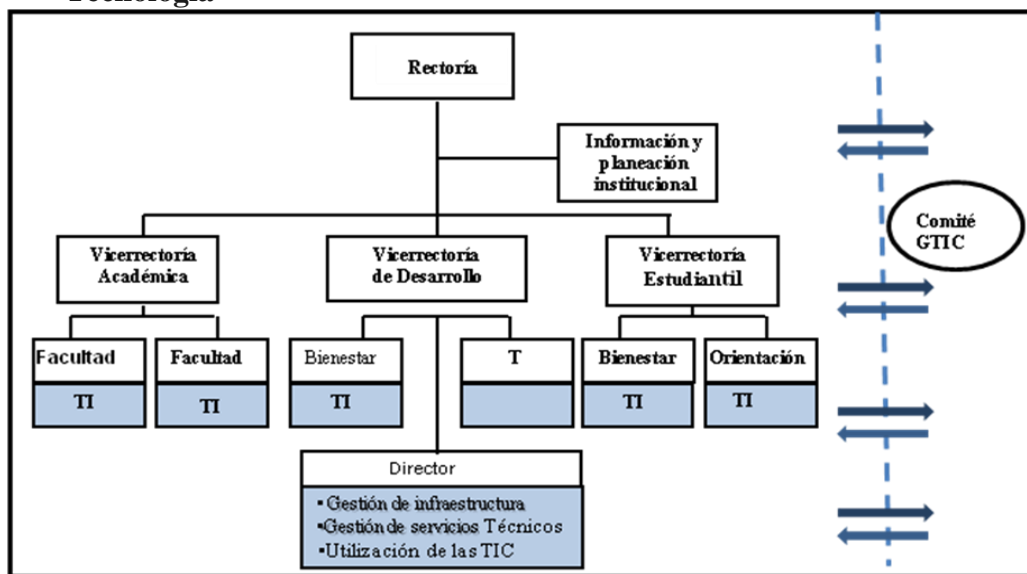 Tecnología
Rectoría
Información y
planeación
institucional
Comité
GTIC
Vicerrectoría
Académica
Vicerrectoría
de Desarrollo
Vicerrectoría
Estudiantil
Facultad
Facultad
Bienestar
T
Bienestar
Orientación
TI
TI
TI
TI
TI
Director
▪Gestión de infraestructura
▪Gestión de servicios Técnicos
▪Utilización de las TIC